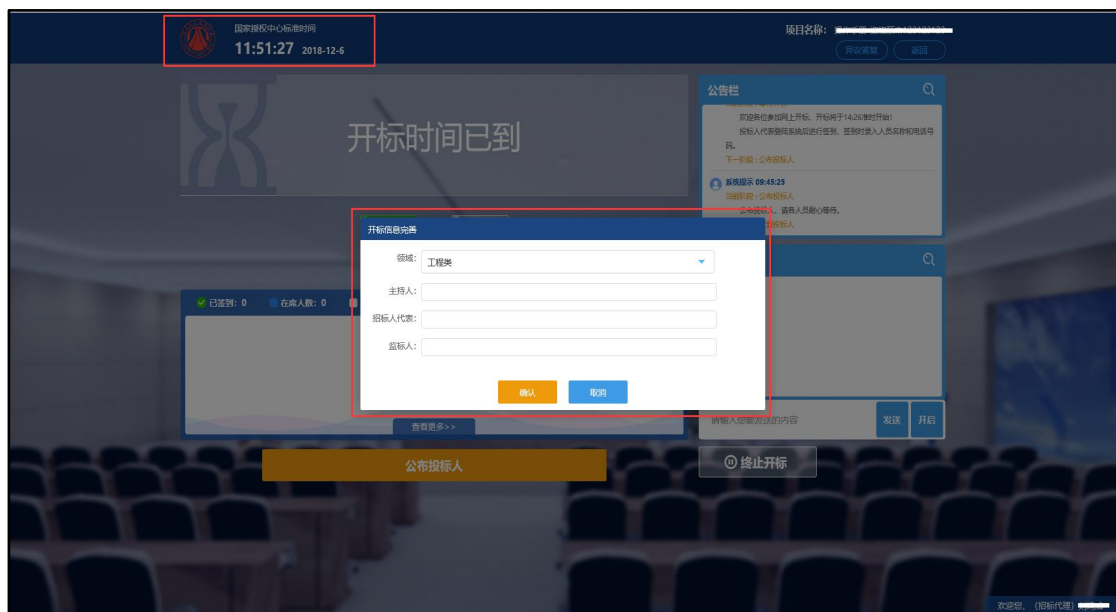 国家授权中心标准时间
11:51:27 2018-12-6
项目名称：
异议答复 返回
开标时间已到
公告栏
欢迎各位参加网上开标，开标将于14:26准时开始！
投标人代表登陆系统后进行签到，签到时录入人员名称和电话号
码。
下一阶段：公布投标人
系统提示 09:45:25
当前阶段：公布投标人
公布投标人，请各人员耐心等待。
投标人
开标信息完善
领域： 工程类
主持人：
招标人代表：
监标人：
确认 取消
已签到：0 在席人数：0
查看更多>>
请输入您要发送的内容 发送 开启
公布投标人
终止开标
欢迎您，（招标代理）